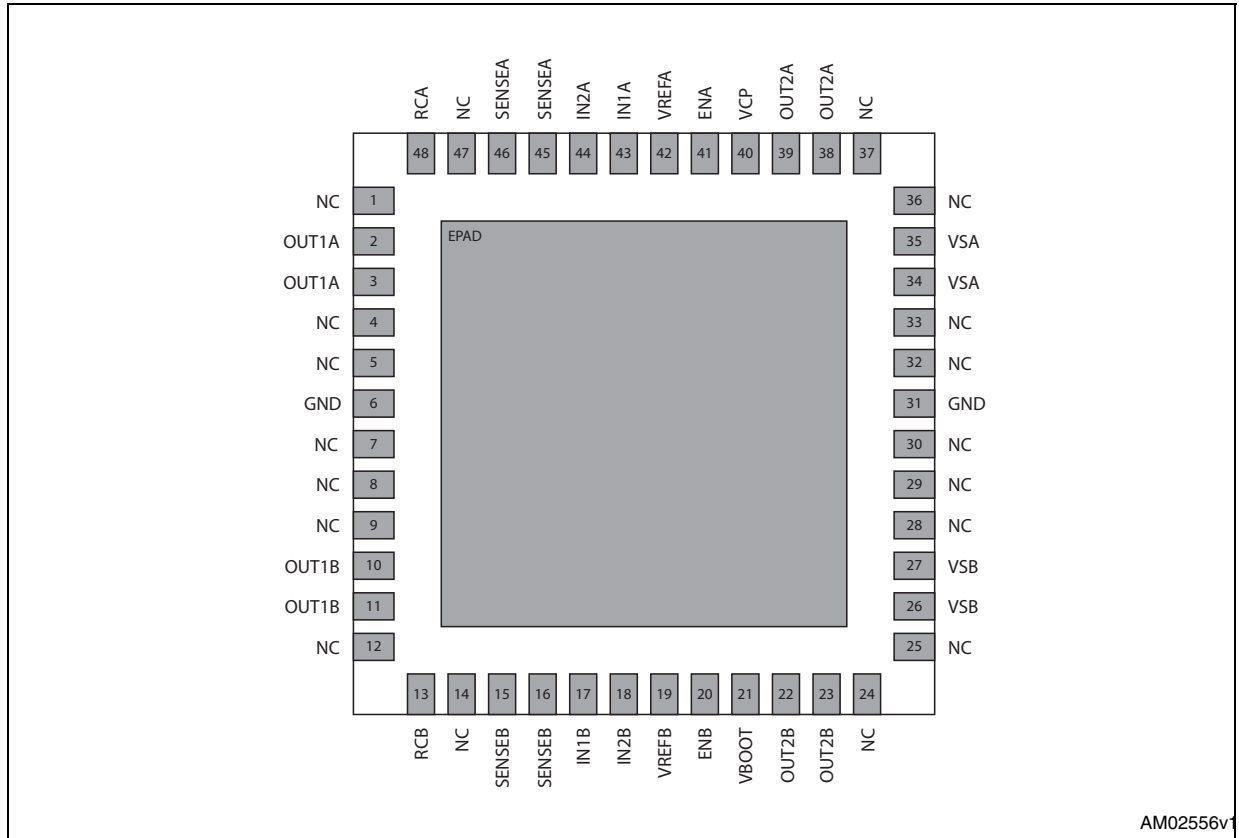 RCA NC SENSEA SENSEA IN2A IN1A VREFA ENA VCP OUT2A OUT2A NC
48 47 46 45 44 43 42 41 40 39 38 37
NC 1 36 NC
OUT1A 2 EPAD 35 VSA
OUT1A 3 34 VSA
NC 4 33 NC
NC 5 32 NC
GND 6 31 GND
NC 7 30 NC
NC 8 29 NC
NC 9 28 NC
OUT1B 10 27 VSB
OUT1B 11 26 VSB
NC 12 25 NC
13 14 15 16 17 18 19 20 21 22 23 24
RCB NC SENSEB SENSEB IN1B IN2B VREFB ENB VBOOT OUT2B OUT2B NC
AM02556v1